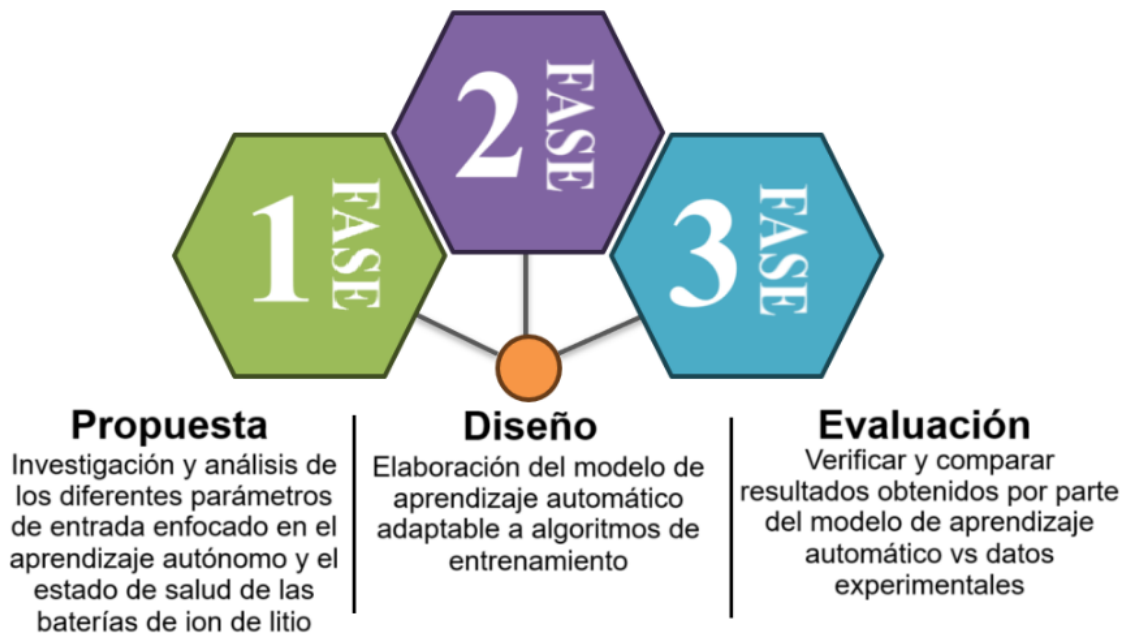 1 FASE
2 FASE
3 FASE
Propuesta
Investigación y análisis de
los diferentes parámetros
de entrada enfocado en el
aprendizaje autónomo y el
estado de salud de las
baterías de ion de litio
Diseño
Elaboración del modelo de
aprendizaje automático
adaptable a algoritmos de
entrenamiento
Evaluación
Verificar y comparar
resultados obtenidos por parte
del modelo de aprendizaje
automático vs datos
experimentales